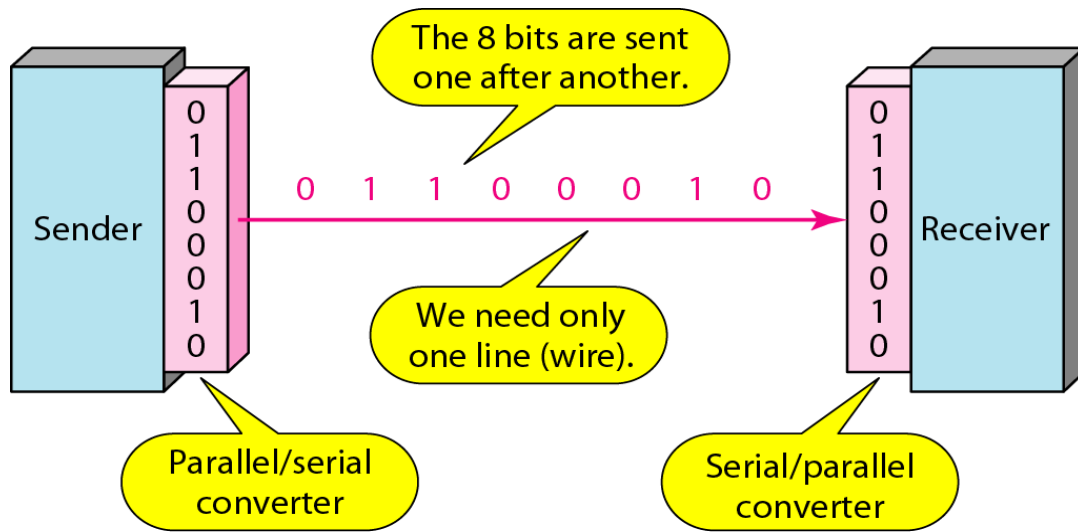 The 8 bits are sent
one after another.
Sender
0
1
1
0
0
0
1
0
0 1 1 0 0 0 1 0
0
1
1
0
0
0
1
0
Receiver
We need only
one line (wire).
Parallel/serial
converter
Serial/parallel
converter